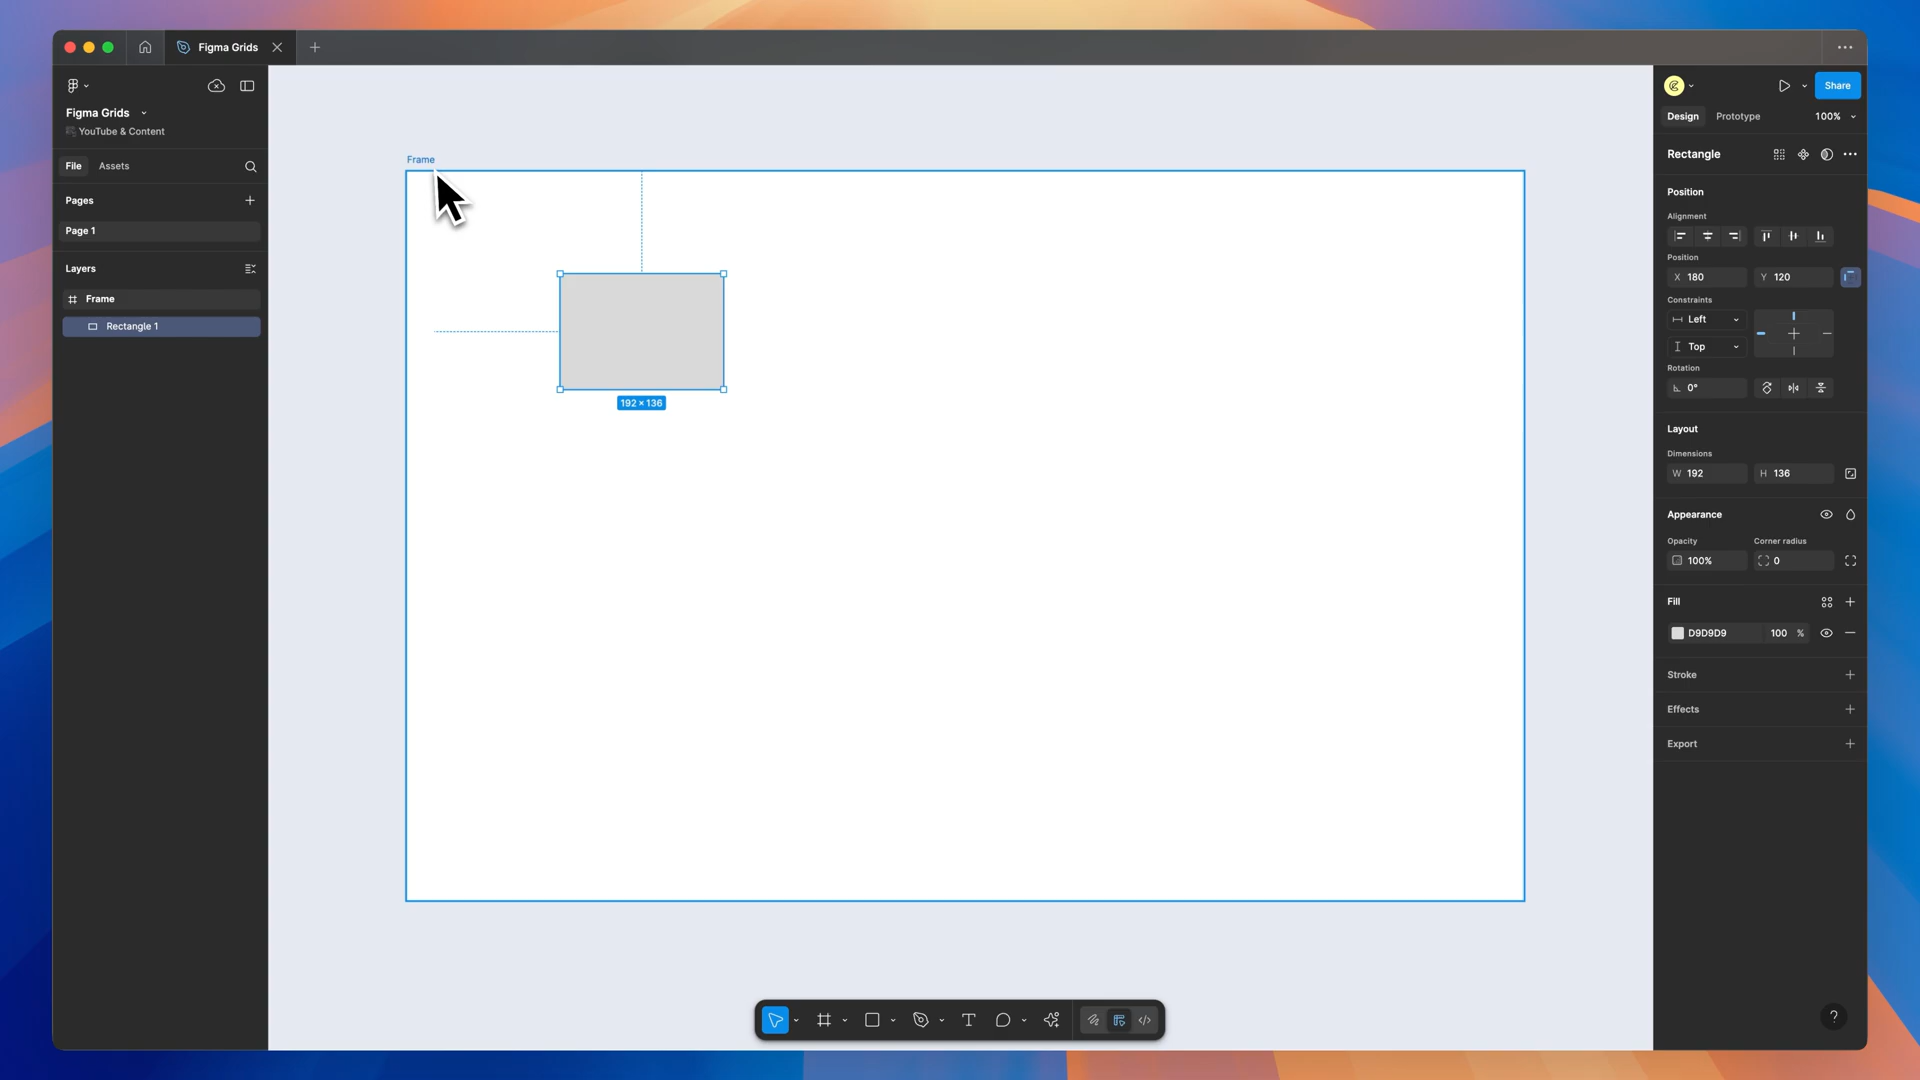 Figma Grids
Figma Grids
YouTube & Content
File
Assets
Pages
Page 1
Layers
Frame
Rectangle 1
Frame
192 × 136
Share
Design
Prototype
100%
Rectangle
Position
Alignment
Position
X 180
Y 120
Constraints
Left
Top
Rotation
0°
Layout
Dimensions
W 192
H 136
Appearance
Opacity
Corner radius
100%
0
Fill
D9D9D9
100 %
Stroke
Effects
Export
?